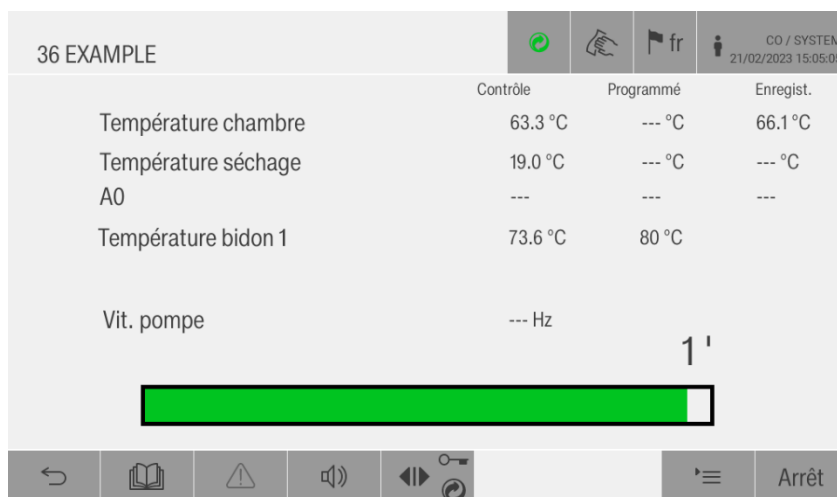 36 EXAMPLE
fr
CO / SYSTEM
21/02/2023 15:05:05
Contrôle Programmé Enregist.
Température chambre 63.3 °C --- °C 66.1 °C
Température séchage 19.0 °C --- °C --- °C
A0 --- --- ---
Température bidon 1 73.6 °C 80 °C
Vit. pompe --- Hz
1 '
Arrêt